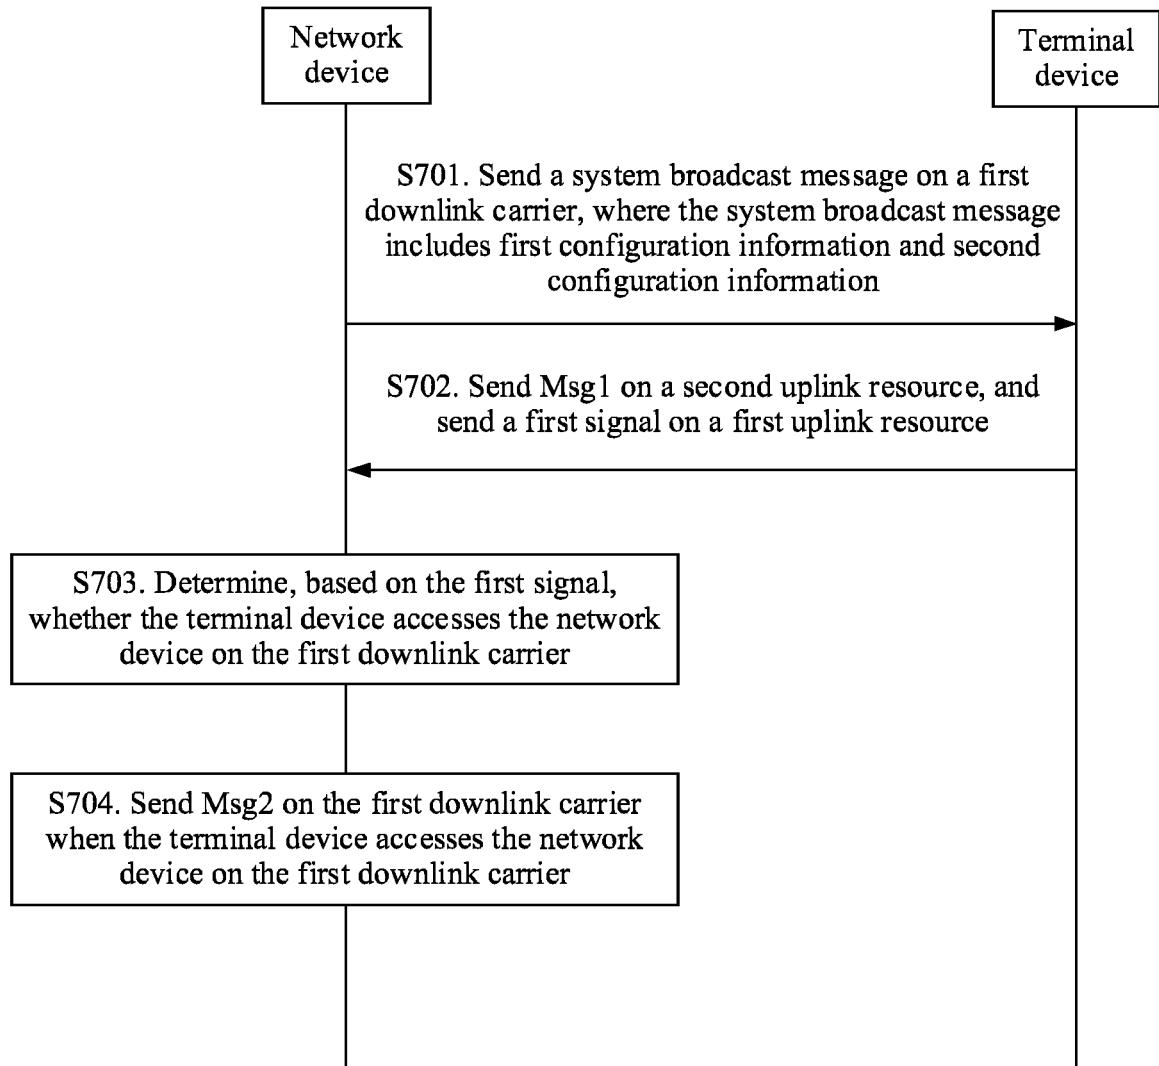 Network
device
Terminal
device
S701. Send a system broadcast message on a first
downlink carrier, where the system broadcast message
includes first configuration information and second
configuration information
S702. Send Msg1 on a second uplink resource, and
send a first signal on a first uplink resource
S703. Determine, based on the first signal,
whether the terminal device accesses the network
device on the first downlink carrier
S704. Send Msg2 on the first downlink carrier
when the terminal device accesses the network
device on the first downlink carrier